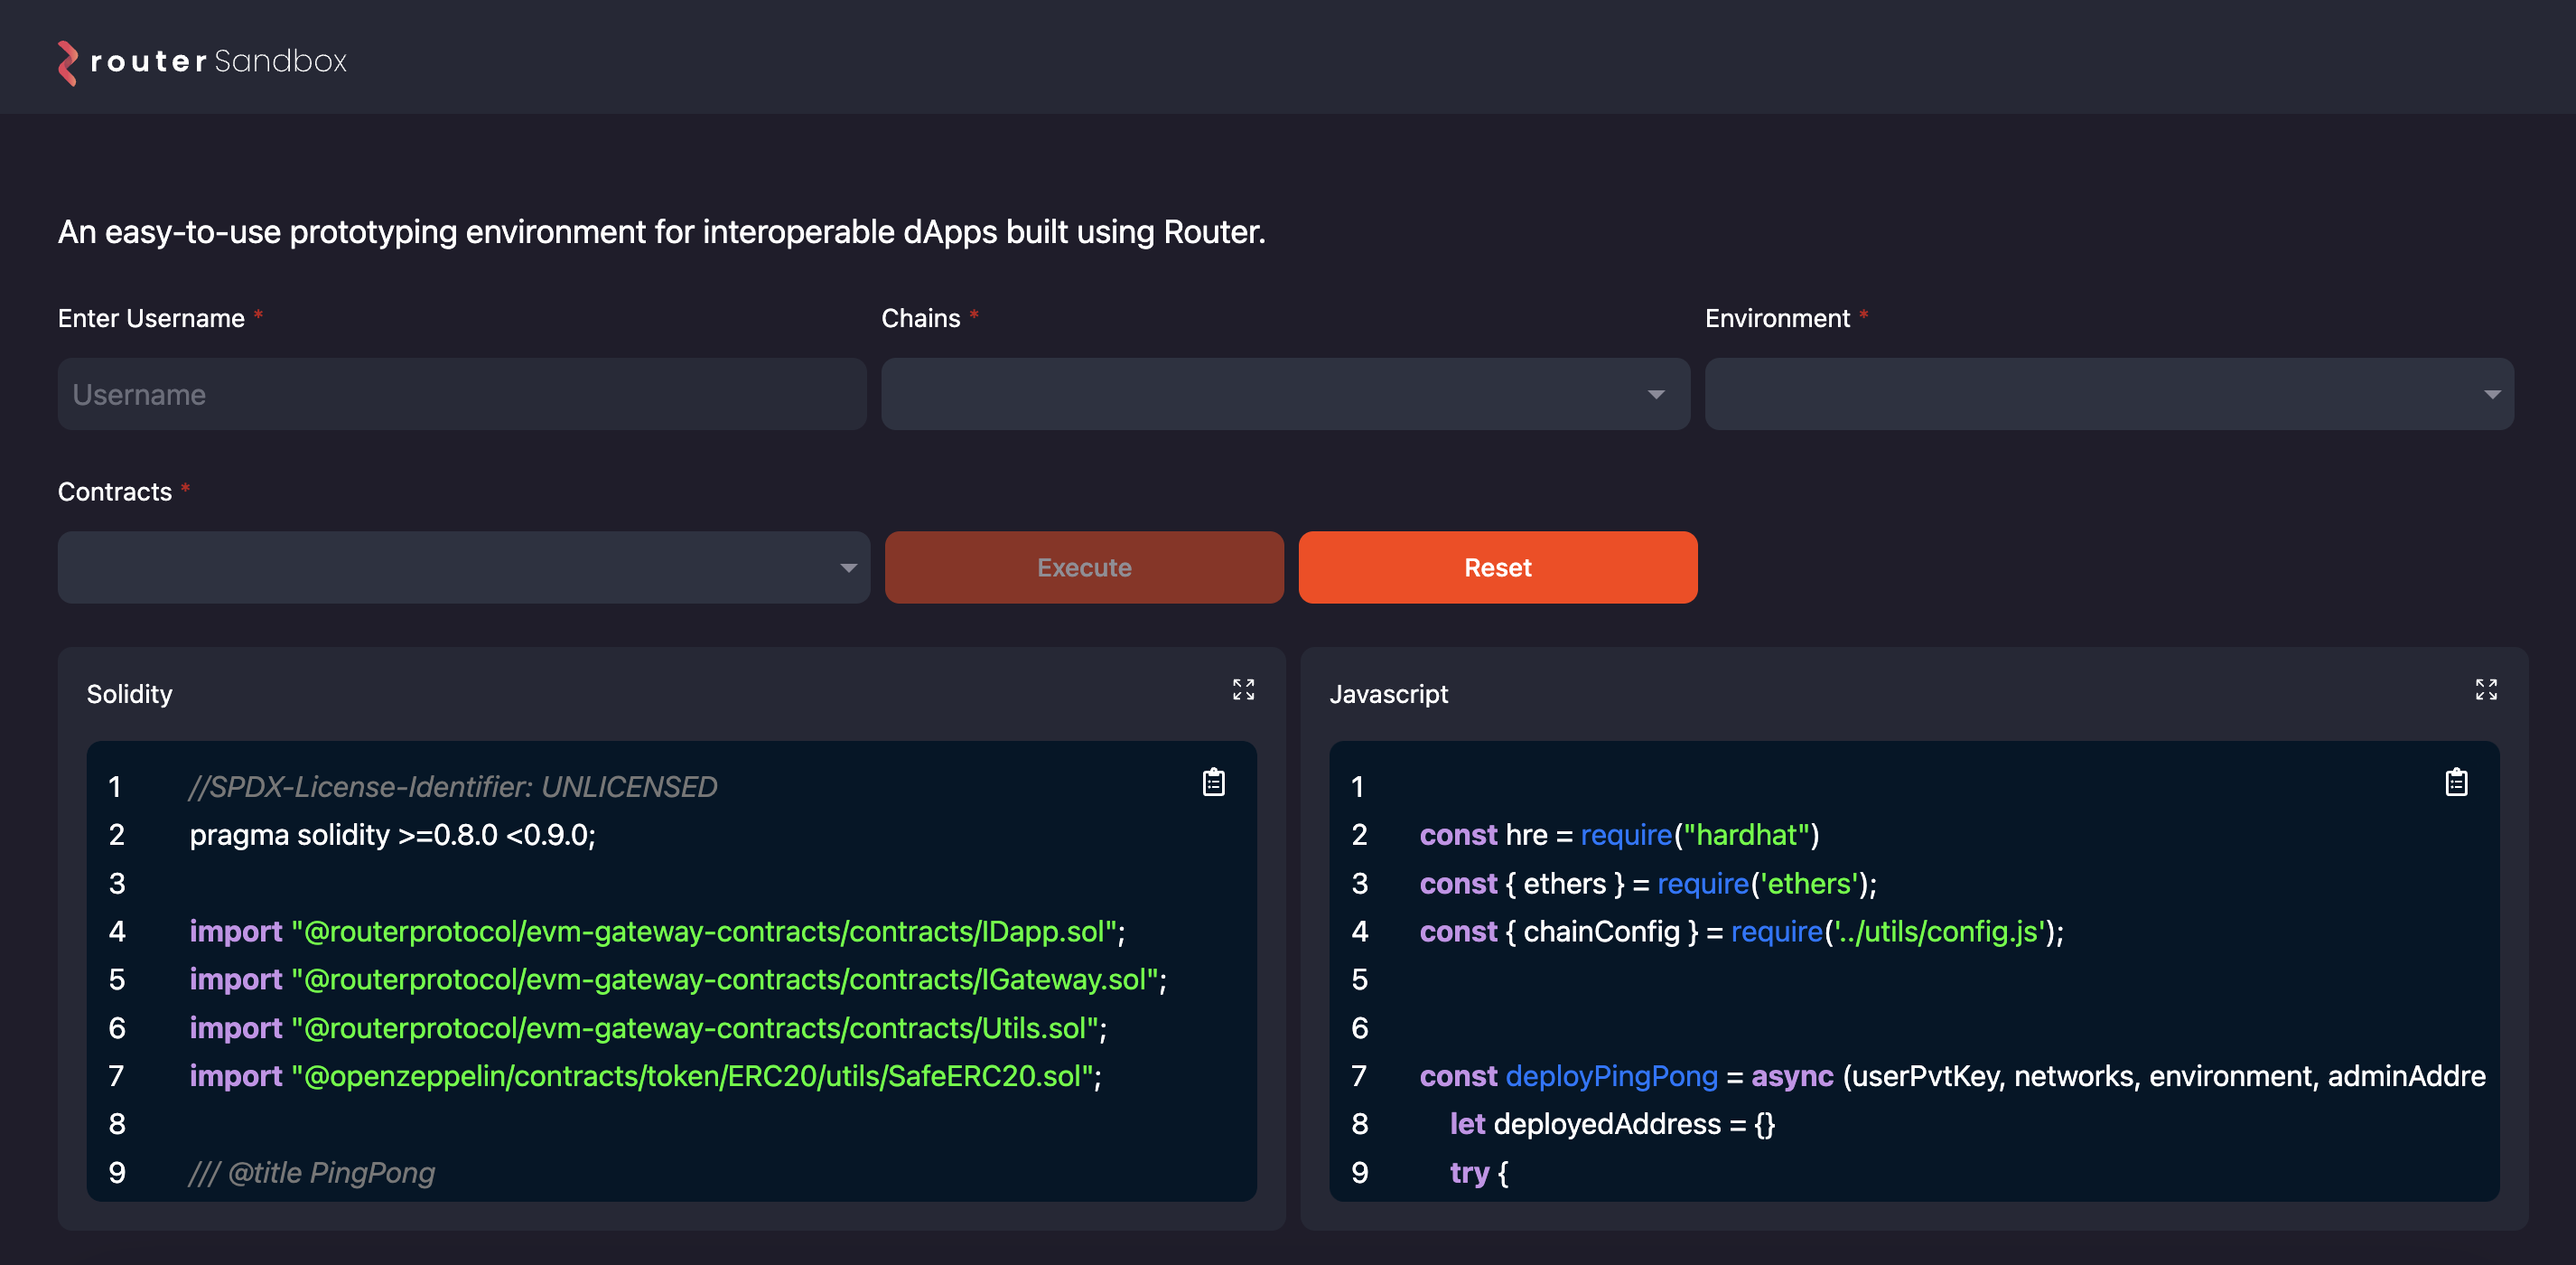 router Sandbox
An easy-to-use prototyping environment for interoperable dApps built using Router.
Enter Username *
Chains *
Environment *
Username
Contracts *
Execute
Reset
Solidity
1 //SPDX-License-Identifier: UNLICENSED
2 pragma solidity >=0.8.0 <0.9.0;
3
4 import "@routerprotocol/evm-gateway-contracts/contracts/IDapp.sol";
5 import "@routerprotocol/evm-gateway-contracts/contracts/IGateway.sol";
6 import "@routerprotocol/evm-gateway-contracts/contracts/Utils.sol";
7 import "@openzeppelin/contracts/token/ERC20/utils/SafeERC20.sol";
8
9 /// @title PingPong
Javascript
1
2 const hre = require("hardhat")
3 const { ethers } = require('ethers');
4 const { chainConfig } = require('../utils/config.js');
5
6
7 const deployPingPong = async (userPvtKey, networks, environment, adminAddre
8 let deployedAddress = {}
9 try {